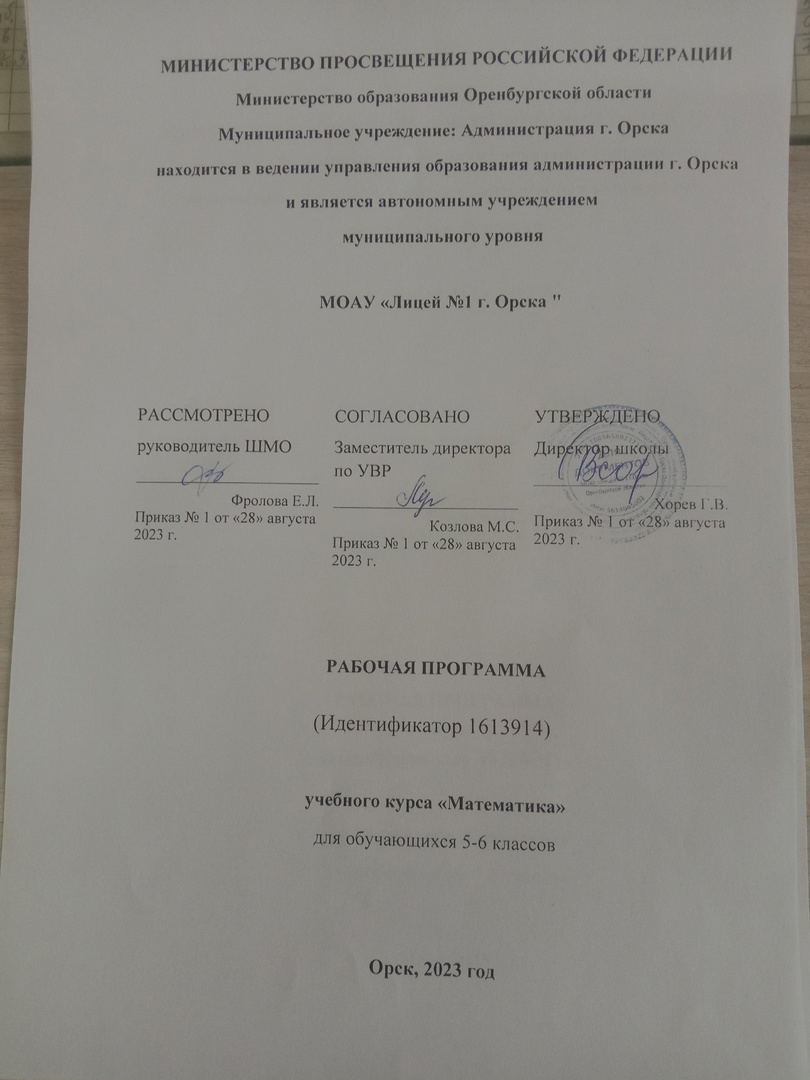 МИНИСТЕРСТВО ПРОСВЕЩЕНИЯ РОССИЙСКОЙ ФЕДЕРАЦИИ
Министерство образования Оренбургской области
Муниципальное учреждение: Администрация г. Орска
находится в ведении управления образования администрации г. Орска
и является автономным учреждением
муниципального уровня
МОАУ «Лицей №1 г. Орска "
РАССМОТРЕНО
руководитель ШМО
Фролова Е.Л.
Приказ № 1 от «28» августа
2023 г.
СОГЛАСОВАНО
Заместитель директора
по УВР
Козлова М.С.
Приказ № 1 от «28» августа
2023 г.
УТВЕРЖДЕНО
Директор школы
Хорев Г.В.
Приказ № 1 от «28» августа
2023 г.
РАБОЧАЯ ПРОГРАММА
(Идентификатор 1613914)
учебного курса «Математика»
для обучающихся 5-6 классов
Орск, 2023 год